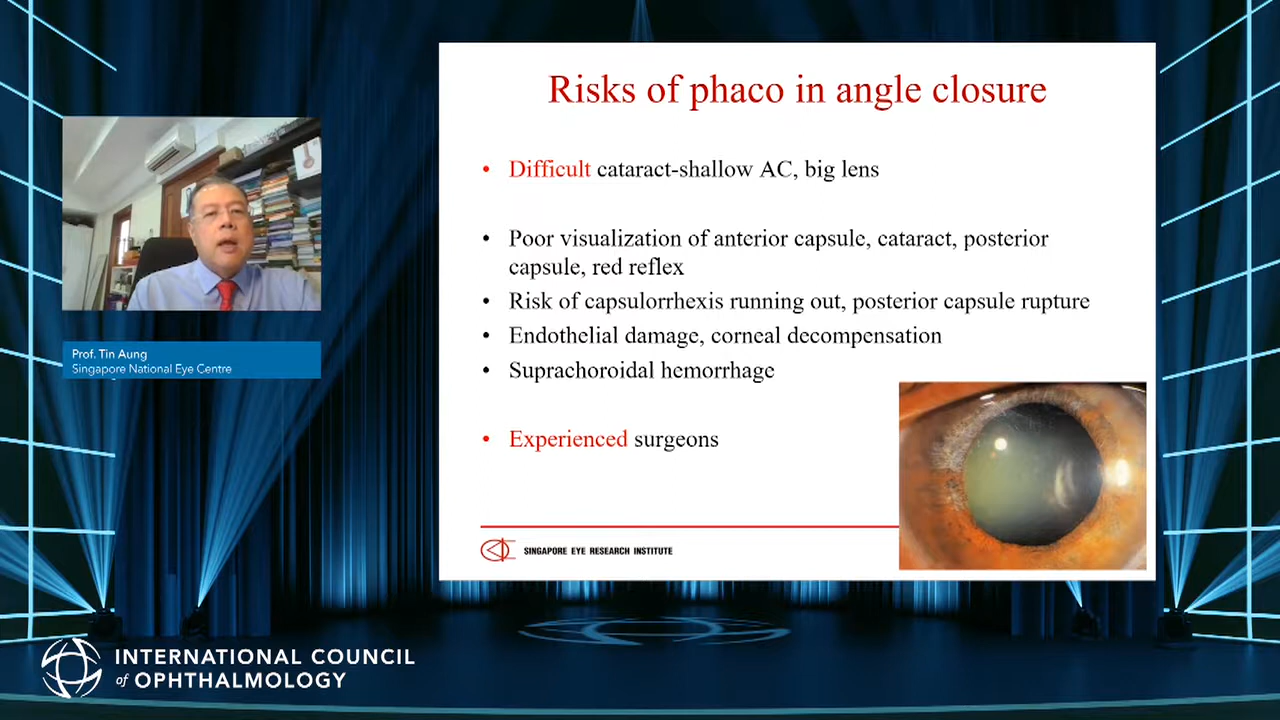 Risks of phaco in angle closure
• Difficult cataract-shallow AC, big lens
• Poor visualization of anterior capsule, cataract, posterior
capsule, red reflex
• Risk of capsulorrhexis running out, posterior capsule rupture
• Endothelial damage, corneal decompensation
• Suprachoroidal hemorrhage
• Experienced surgeons
SINGAPORE EYE RESEARCH INSTITUTE
Prof. Tin Aung
Singapore National Eye Centre
INTERNATIONAL COUNCIL
of OPHTHALMOLOGY